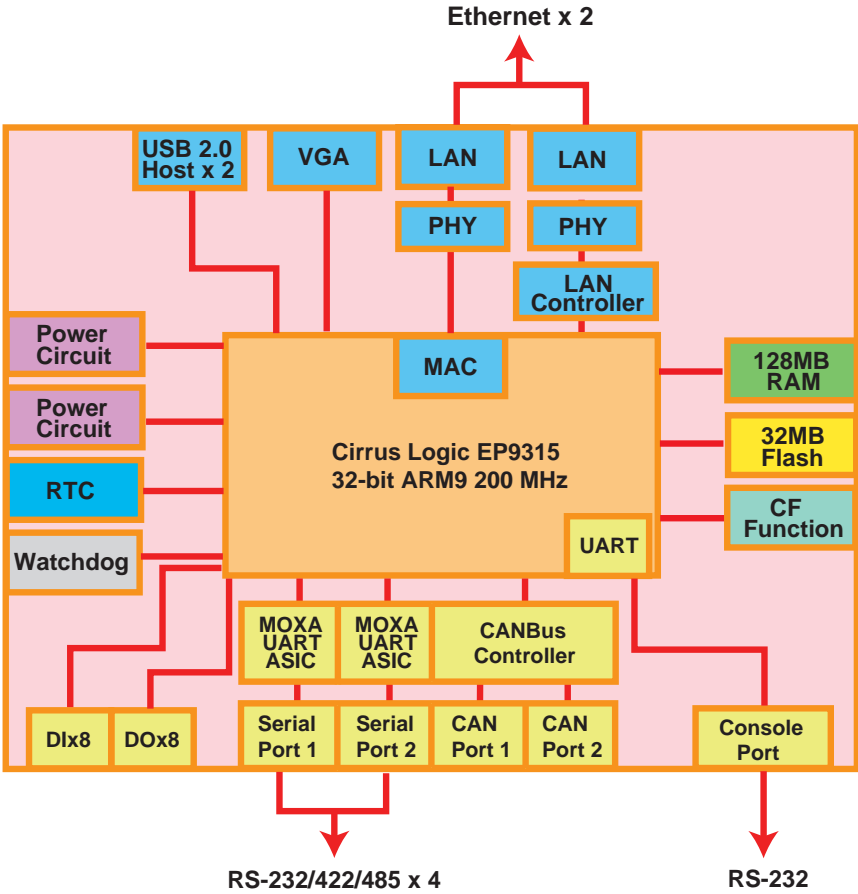 Ethernet x 2
USB 2.0
Host x 2
VGA
LAN
LAN
PHY
PHY
LAN
Controller
Power
Circuit
MAC
128MB
RAM
Power
Circuit
32MB
Flash
Cirrus Logic EP9315
32-bit ARM9 200 MHz
RTC
CF
Function
Watchdog
UART
MOXA
UART
ASIC
MOXA
UART
ASIC
CANBus
Controller
DIx8
DOx8
Serial
Port 1
Serial
Port 2
CAN
Port 1
CAN
Port 2
Console
Port
RS-232/422/485 x 4
RS-232